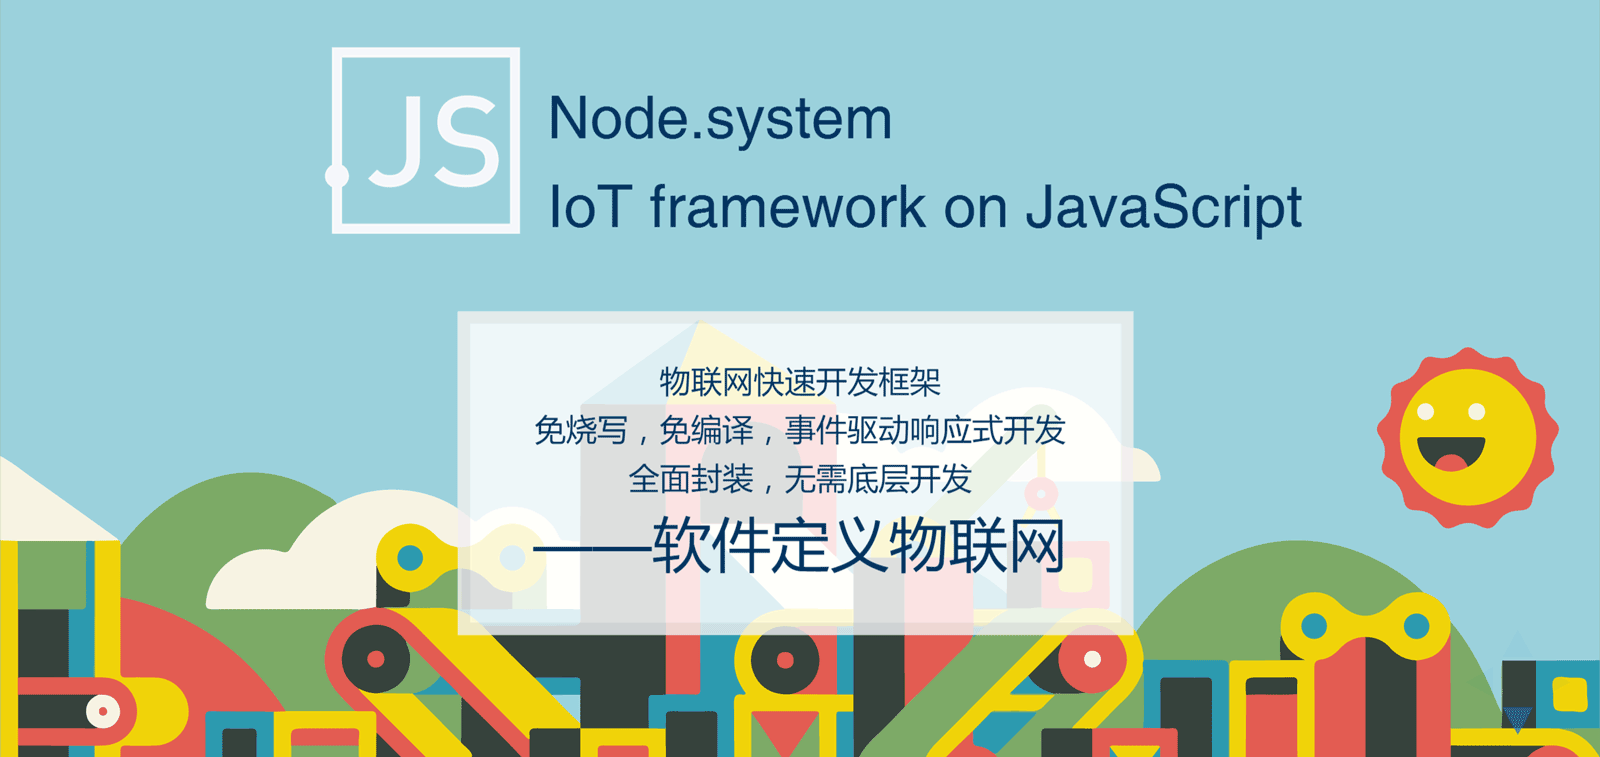 .JS
Node.system
IoT framework on JavaScript
物联网快速开发框架
免烧写，免编译，事件驱动响应式开发
全面封装，无需底层开发
——软件定义物联网